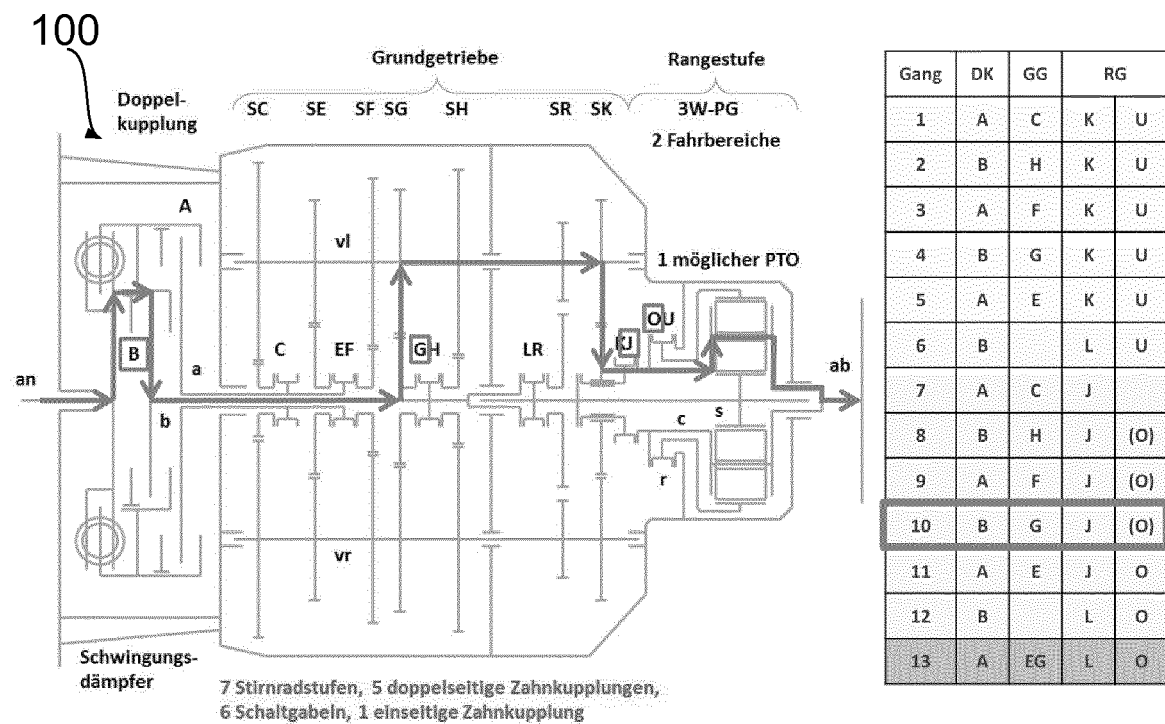 100
Doppel-
kupplung
Grundgetriebe
Rangestufe
SC SE SF SG SH SR SK 3W-PG
2 Fahrbereiche
A
vl
1 möglicher PTO
B
a
C EF GH LR KJ OU
an
ab
b
c
s
r
vr
Schwingungs-
dämpfer
7 Stirnradstufen, 5 doppelseitige Zahnkupplungen,
6 Schaltgabeln, 1 einseitige Zahnkupplung
Gang DK GG RG
1 A C K U
2 B H K U
3 A F K U
4 B G K U
5 A E K U
6 B L U
7 A C J
8 B H J (O)
9 A F J (O)
10 B G J (O)
11 A E J O
12 B L O
13 A EG L O